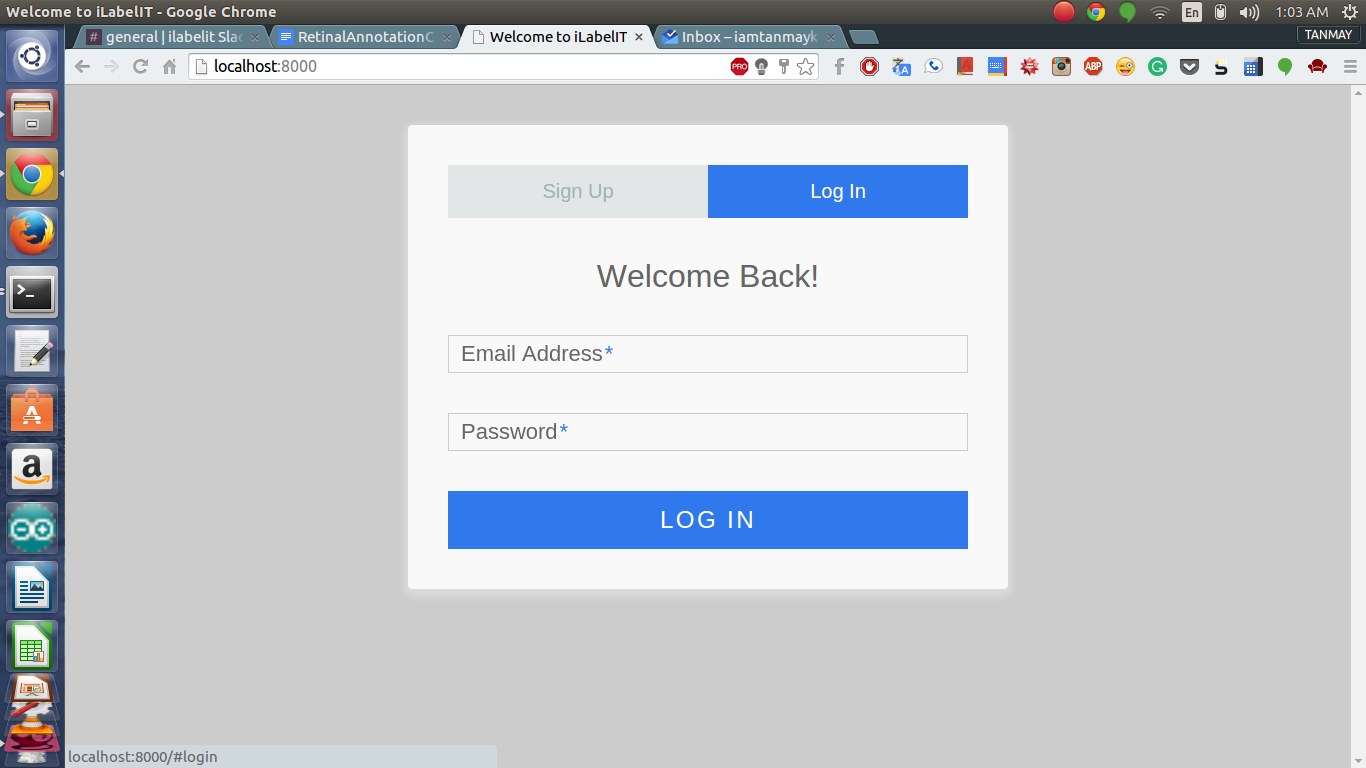 Welcome to iLabelIT - Google Chrome
En
1:03 AM
general | ilabelit Slac
RetinalAnnotationC
Welcome to iLabelIT
Inbox – iamtanmayk
TANMAY
localhost:8000
PRO
ABP
Sign Up
Log In
Welcome Back!
Email Address*
Password*
LOG IN
localhost:8000/#login